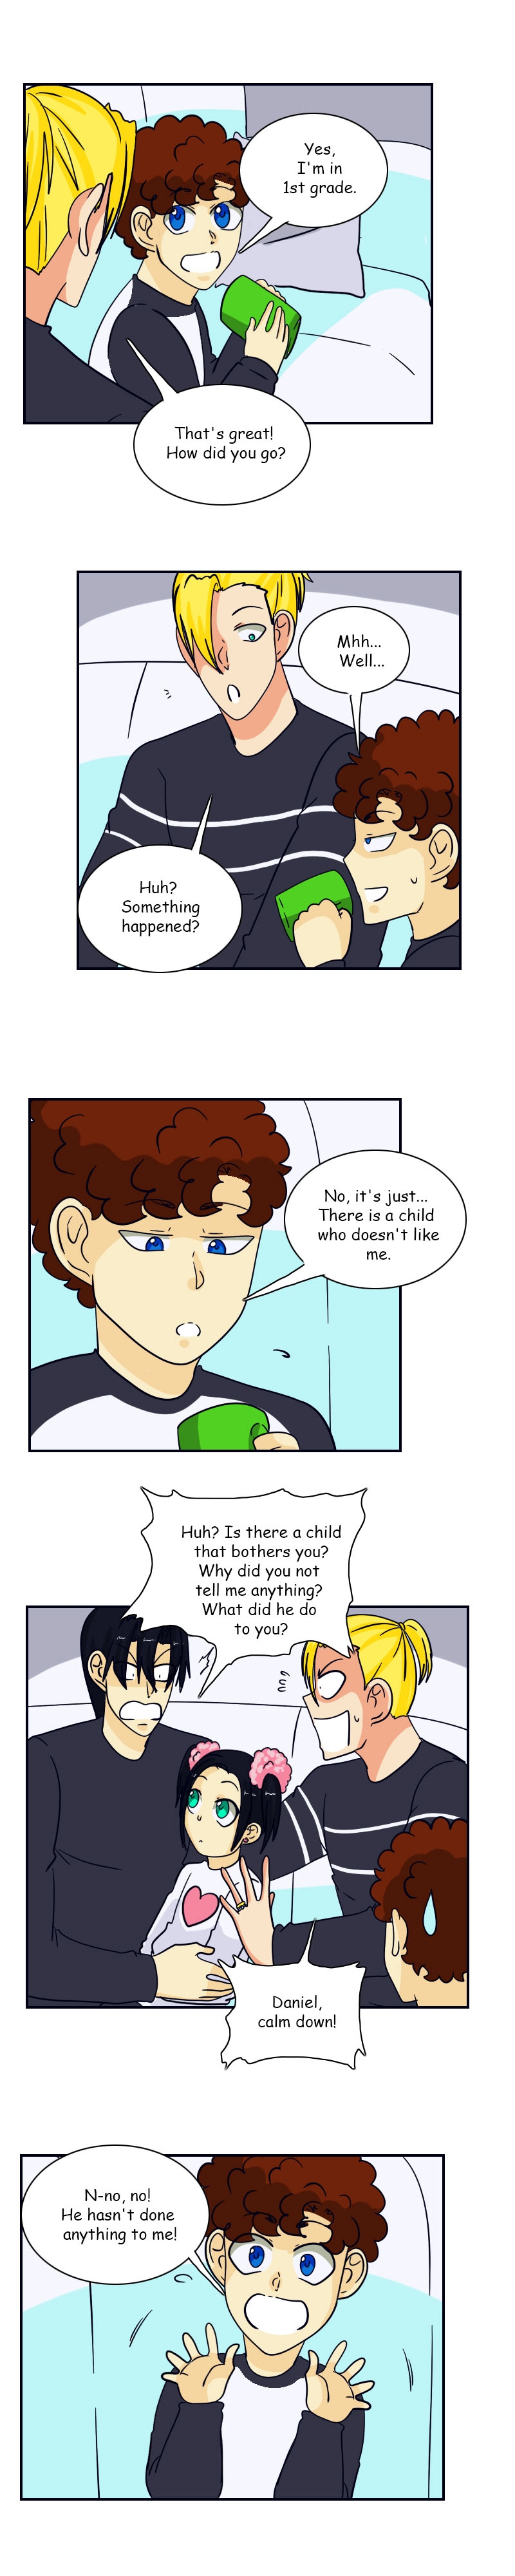 Yes,
I'm in
1st grade.
That's great!
How did you go?
Mhh...
Well...
Huh?
Something
happened?
No, it's just...
There is a child
who doesn't like
me.
Huh? Is there a child
that bothers you?
Why did you not
tell me anything?
What did he do
to you?
Daniel,
calm down!
N-no, no!
He hasn't done
anything to me!